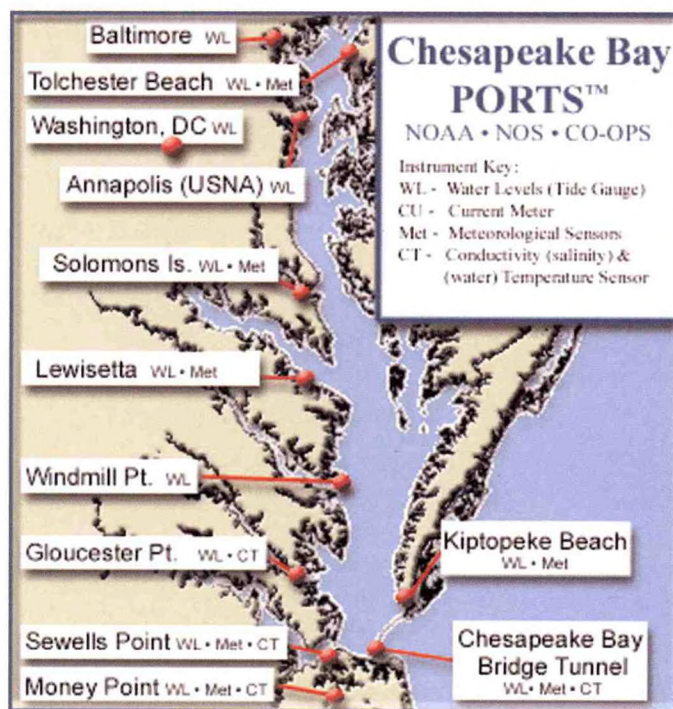 Baltimore WL
Tolchester Beach WL • Met
Washington, DC WL
Annapolis (USNA) WL
Solomons Is. WL • Met
Lewisetta WL • Met
Windmill Pt. WL
Gloucester Pt. WL • CT
Sewells Point WL • Met • CT
Money Point WL • Met • CT
Chesapeake Bay
PORTS™
NOAA • NOS • CO-OPS
Instrument Key:
WL - Water Levels (Tide Gauge)
CU - Current Meter
Met - Meteorological Sensors
CT - Conductivity (salinity) &
(water) Temperature Sensor
Kiptopeke Beach
WL • Met
Chesapeake Bay
Bridge Tunnel
WL • Met • CT